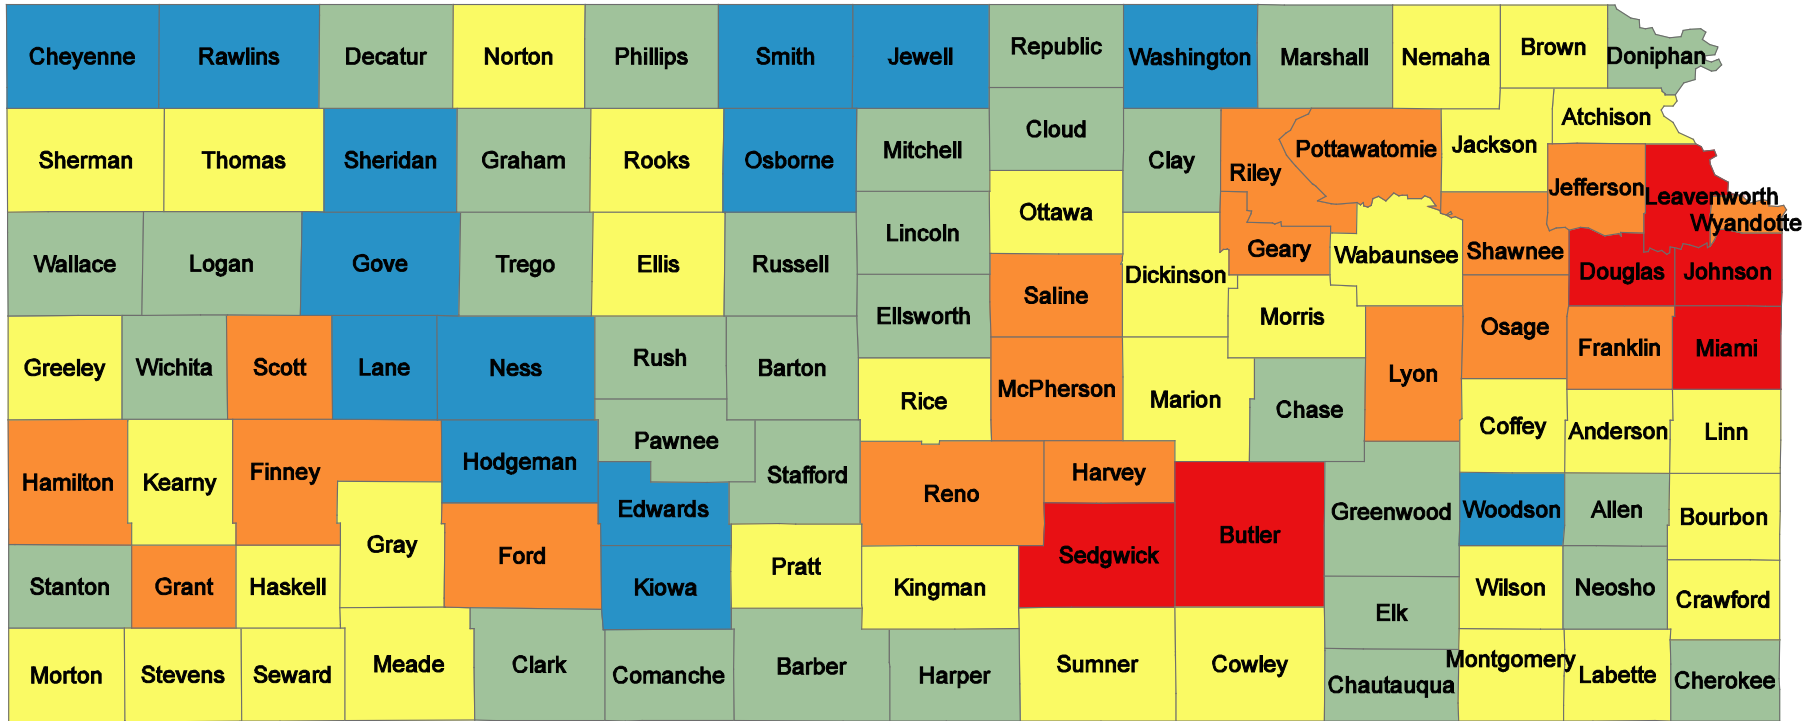 Cheyenne
Rawlins
Decatur
Norton
Phillips
Smith
Jewell
Republic
Washington
Marshall
Nemaha
Brown
Doniphan
Sherman
Thomas
Sheridan
Graham
Rooks
Osborne
Mitchell
Cloud
Clay
Riley
Pottawatomie
Jackson
Atchison
Jefferson
Leavenworth
Wyandotte
Wallace
Logan
Gove
Trego
Ellis
Russell
Lincoln
Ottawa
Dickinson
Geary
Wabaunsee
Shawnee
Douglas
Johnson
Ellsworth
Saline
Morris
Osage
Franklin
Miami
Greeley
Wichita
Scott
Lane
Ness
Rush
Barton
Rice
McPherson
Marion
Chase
Lyon
Coffey
Anderson
Linn
Hamilton
Kearny
Finney
Hodgeman
Pawnee
Stafford
Edwards
Reno
Harvey
Greenwood
Woodson
Allen
Bourbon
Gray
Ford
Sedgwick
Butler
Stanton
Grant
Haskell
Kiowa
Pratt
Kingman
Elk
Wilson
Neosho
Crawford
Morton
Stevens
Seward
Meade
Clark
Comanche
Barber
Harper
Sumner
Cowley
Chautauqua
Montgomery
Labette
Cherokee